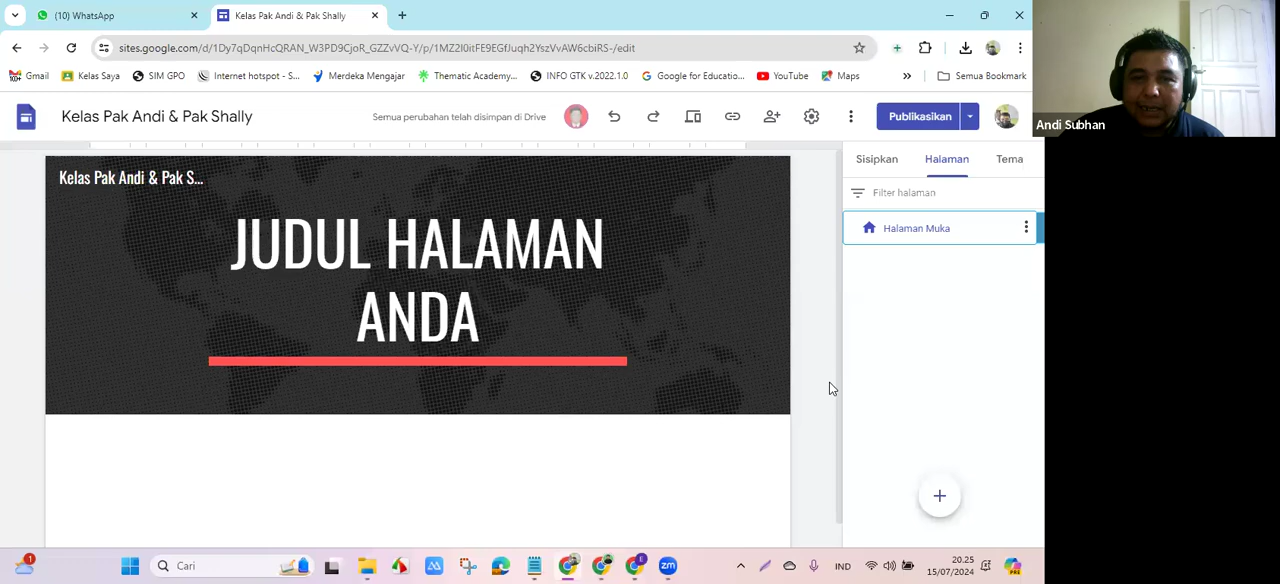 (10) WhatsApp
Kelas Pak Andi & Pak Shally
sites.google.com/d/1Dy7qDqnHcQRAN_W3PD9CjoR_GZZvVQ-Y/p/1MZ2I0itFE9EGfJuqh2YszVvAW6cbiRS-/edit
Gmail
Kelas Saya
SIM GPO
Internet hotspot - S...
Merdeka Mengajar
Thematic Academy...
INFO GTK v.2022.1.0
Google for Educatio...
YouTube
Maps
»
Semua Bookmark
Andi Subhan
Kelas Pak Andi & Pak Shally
Semua perubahan telah disimpan di Drive
Publikasikan
Sisipkan
Halaman
Tema
Filter halaman
Halaman Muka
Kelas Pak Andi & Pak S...
JUDUL HALAMAN
ANDA
1
Cari
IND
20.25
15/07/2024